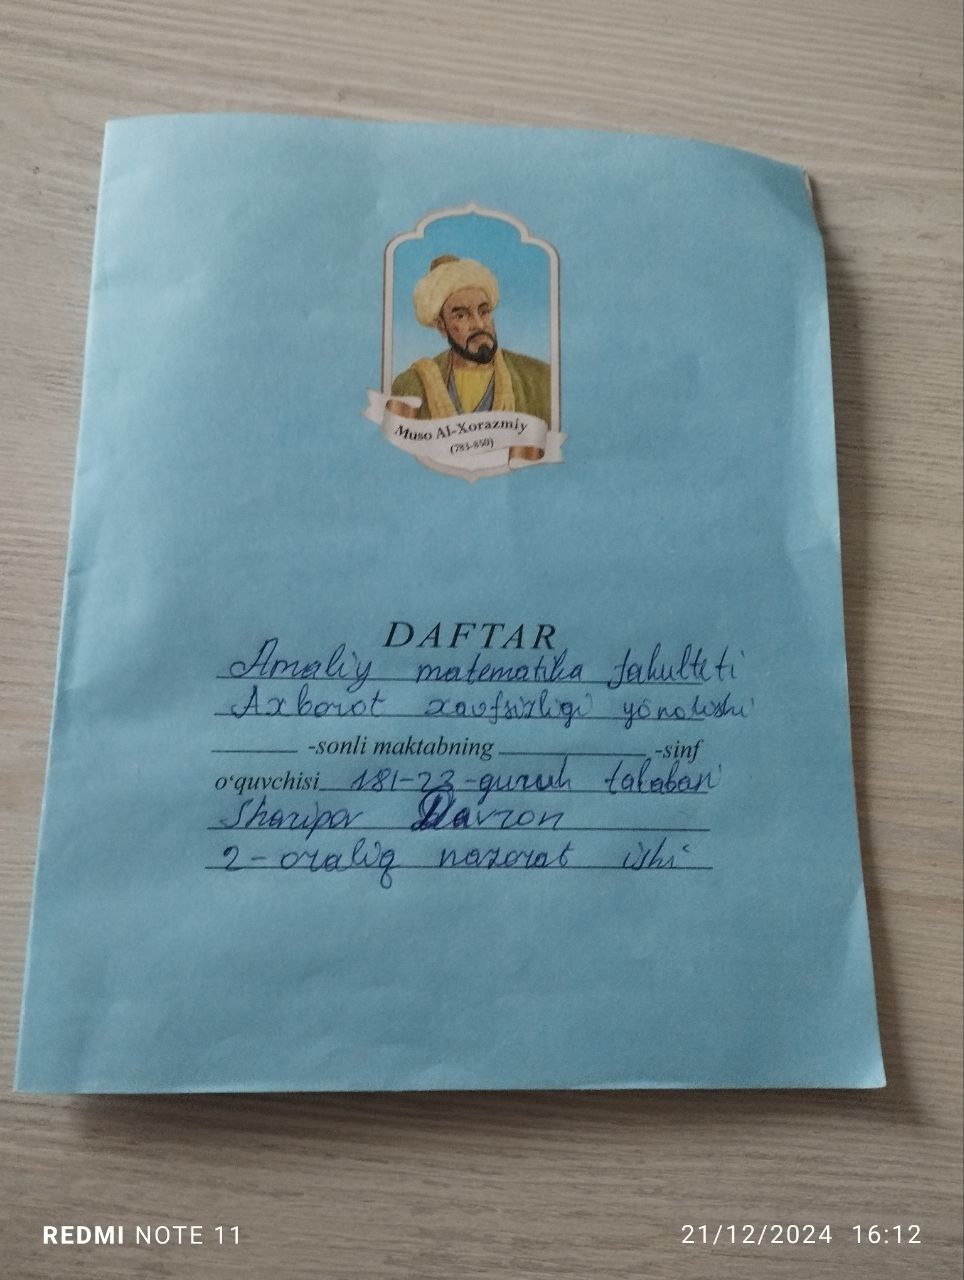 Muso Al-Xorazmiy
(783-850)
DAFTAR
Amaliy matematika fakulteti
Axborot xavfsizligi yo'nalishi
-sonli maktabning -sinf
o'quvchisi 181-23-guruh talabasi
Sharipov Davron
2-oraliq nazorat ishi
REDMI NOTE 11 21/12/2024 16:12